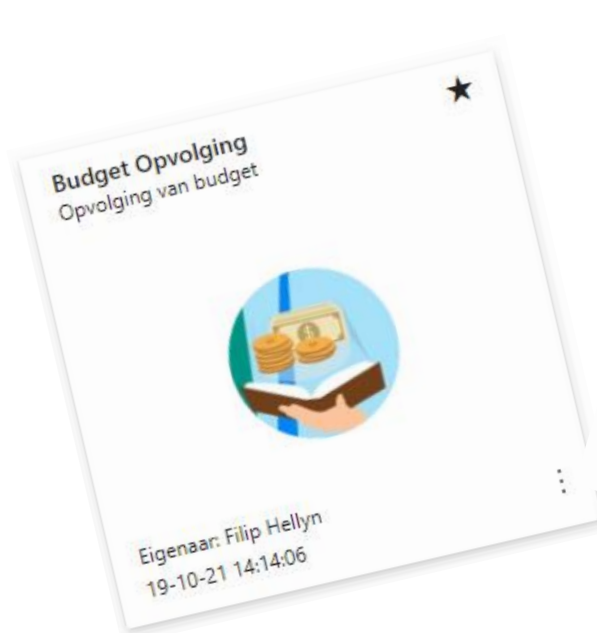 Budget Opvolging
Opvolging van budget
Eigenaar: Filip Hellyn
19-10-21 14:14:06